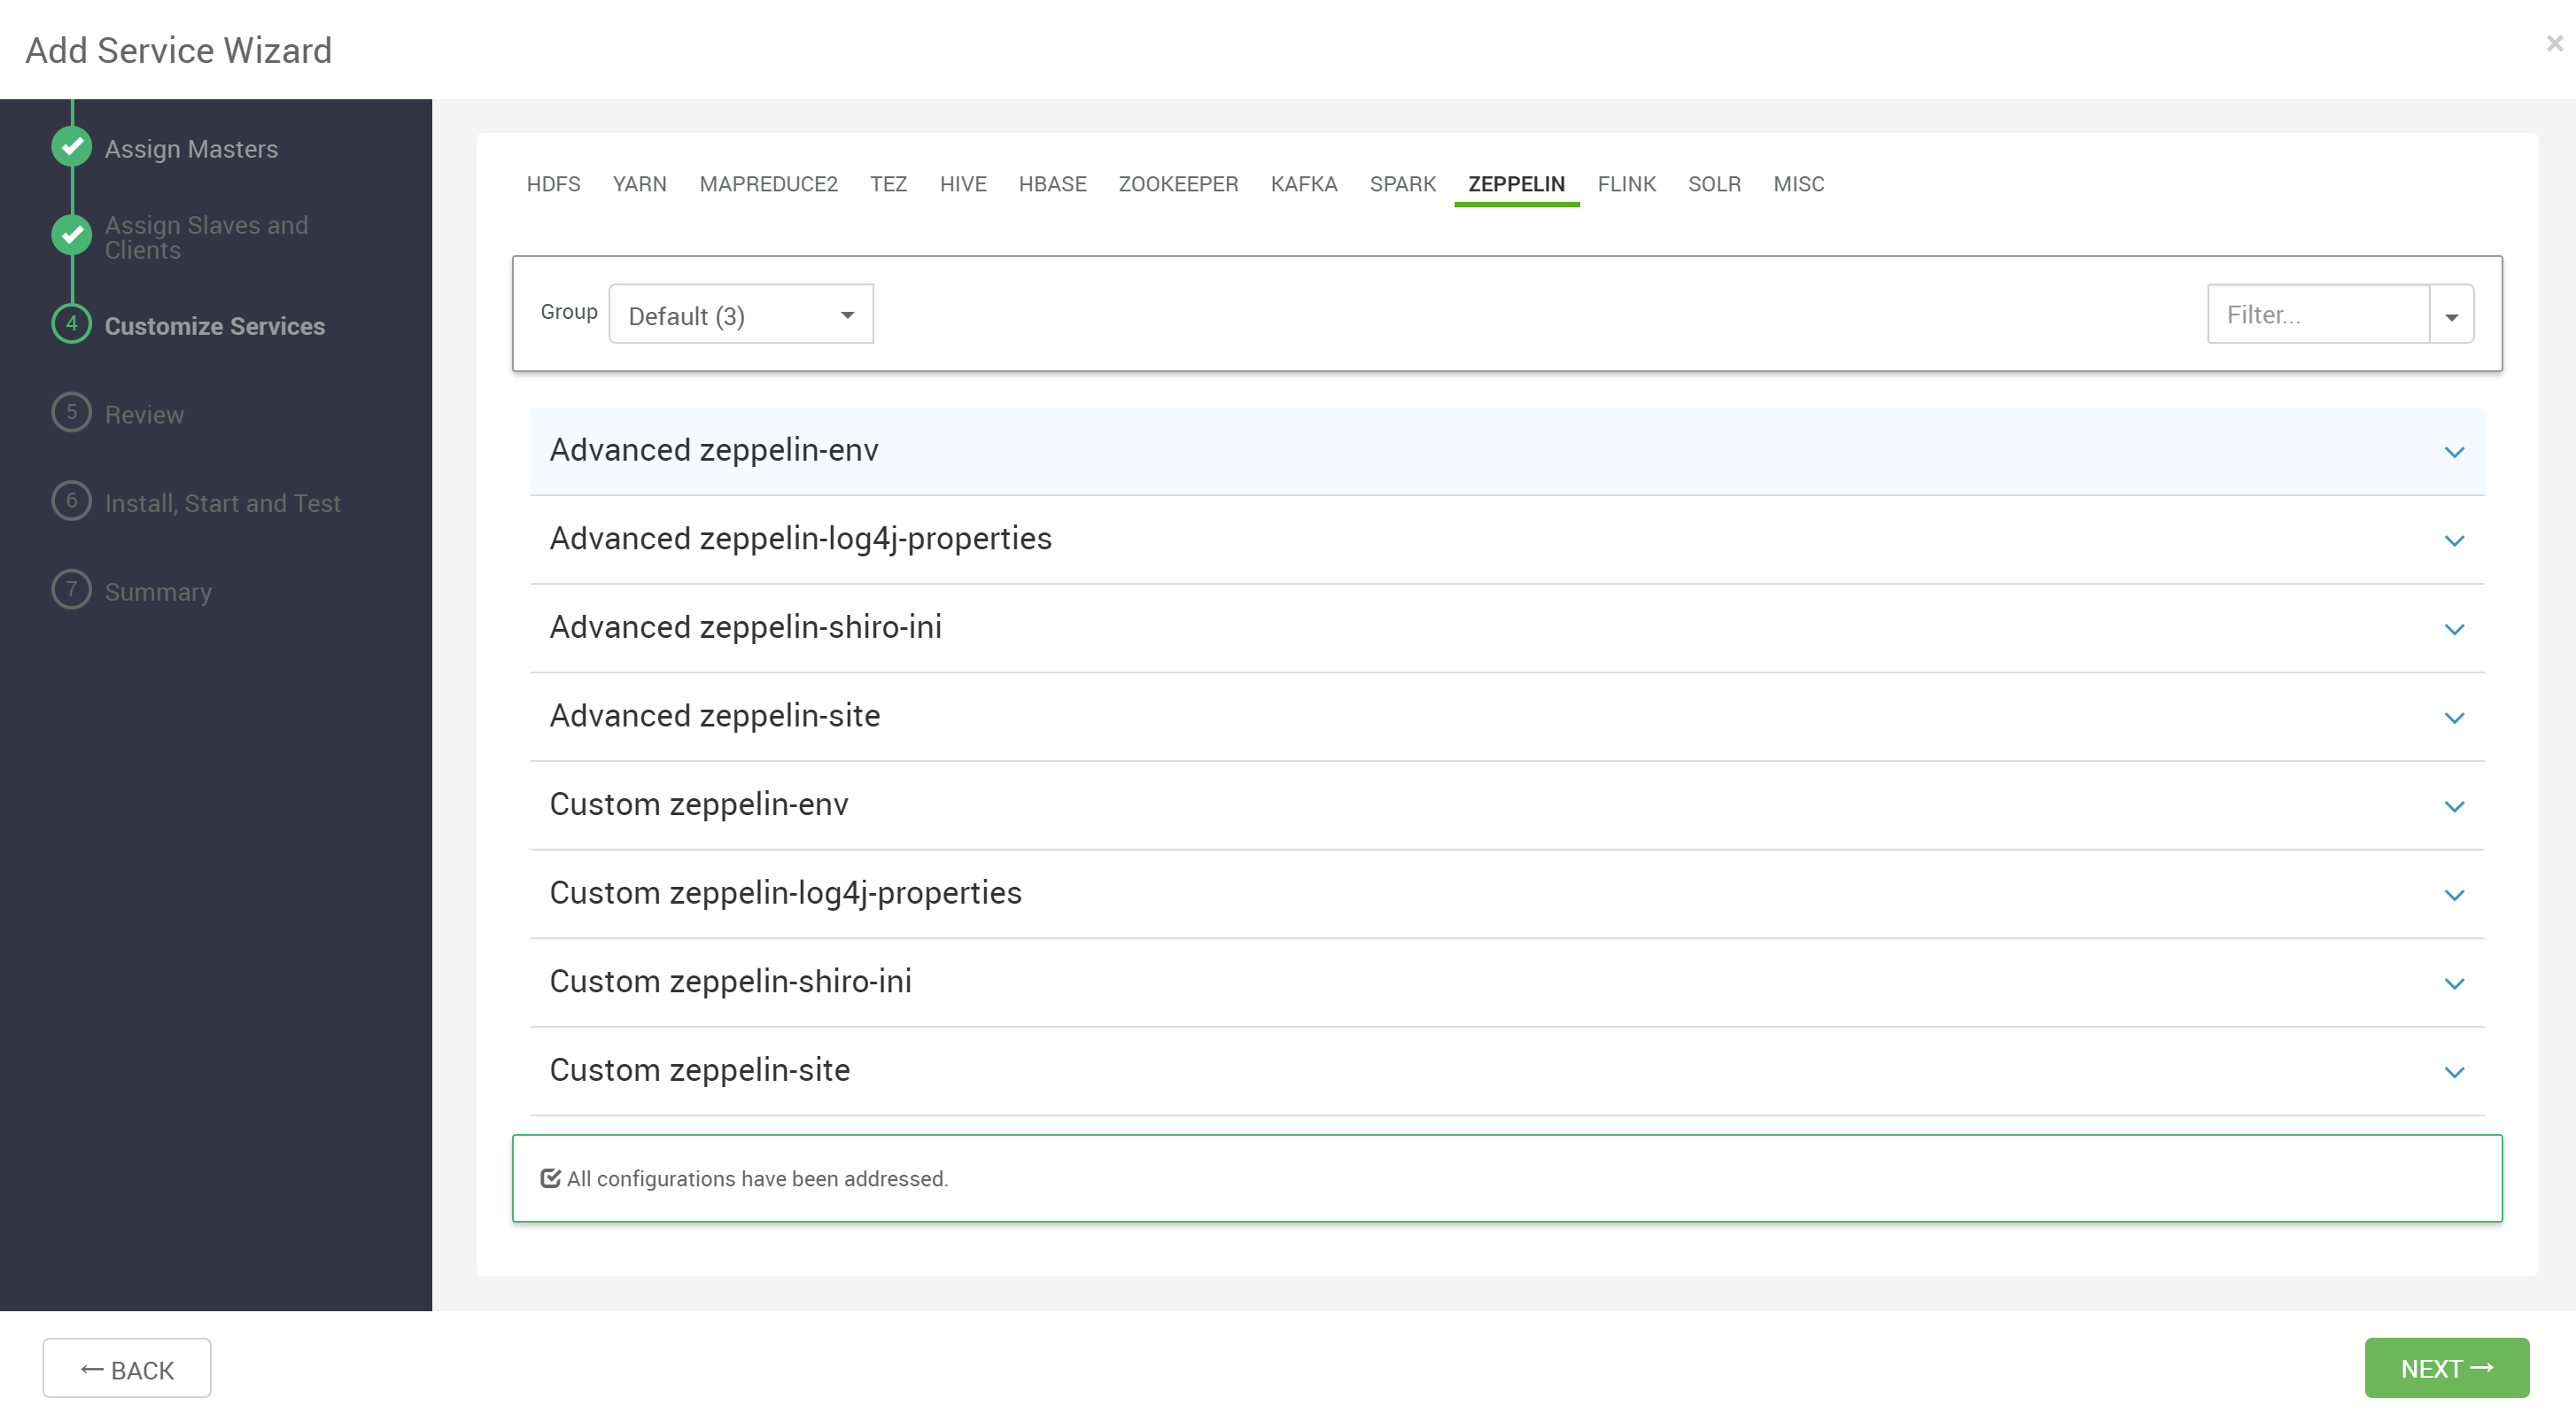 Add Service Wizard
×
Assign Masters
Assign Slaves and
Clients
4 Customize Services
5 Review
6 Install, Start and Test
7 Summary
HDFS YARN MAPREDUCE2 TEZ HIVE HBASE ZOOKEEPER KAFKA SPARK ZEPPELIN FLINK SOLR MISC
Group Default (3) Filter...
Advanced zeppelin-env
Advanced zeppelin-log4j-properties
Advanced zeppelin-shiro-ini
Advanced zeppelin-site
Custom zeppelin-env
Custom zeppelin-log4j-properties
Custom zeppelin-shiro-ini
Custom zeppelin-site
All configurations have been addressed.
← BACK NEXT →